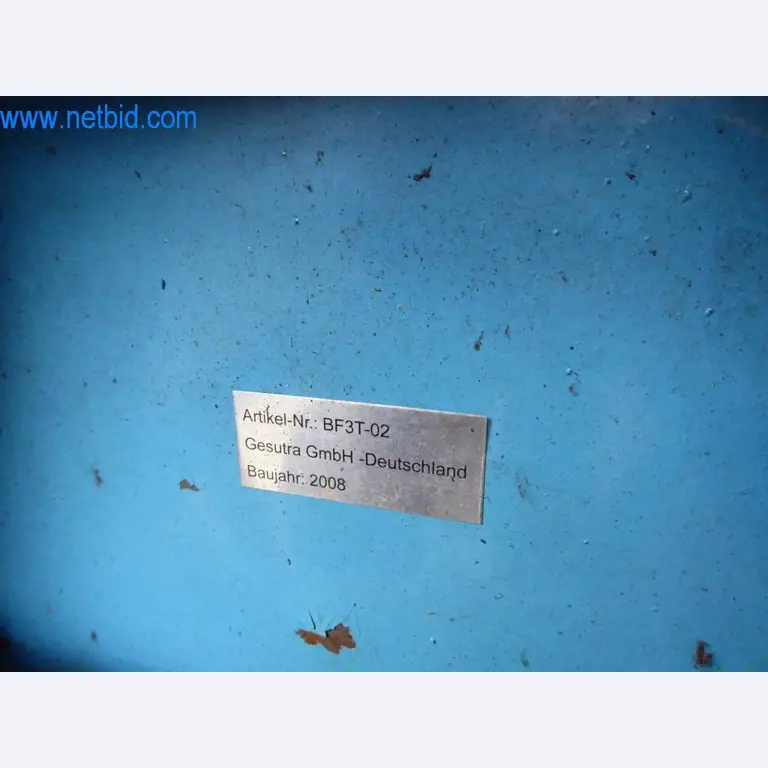 www.netbid.com
Artikel-Nr.: BF3T-02
Gesutra GmbH -Deutschland
Baujahr: 2008